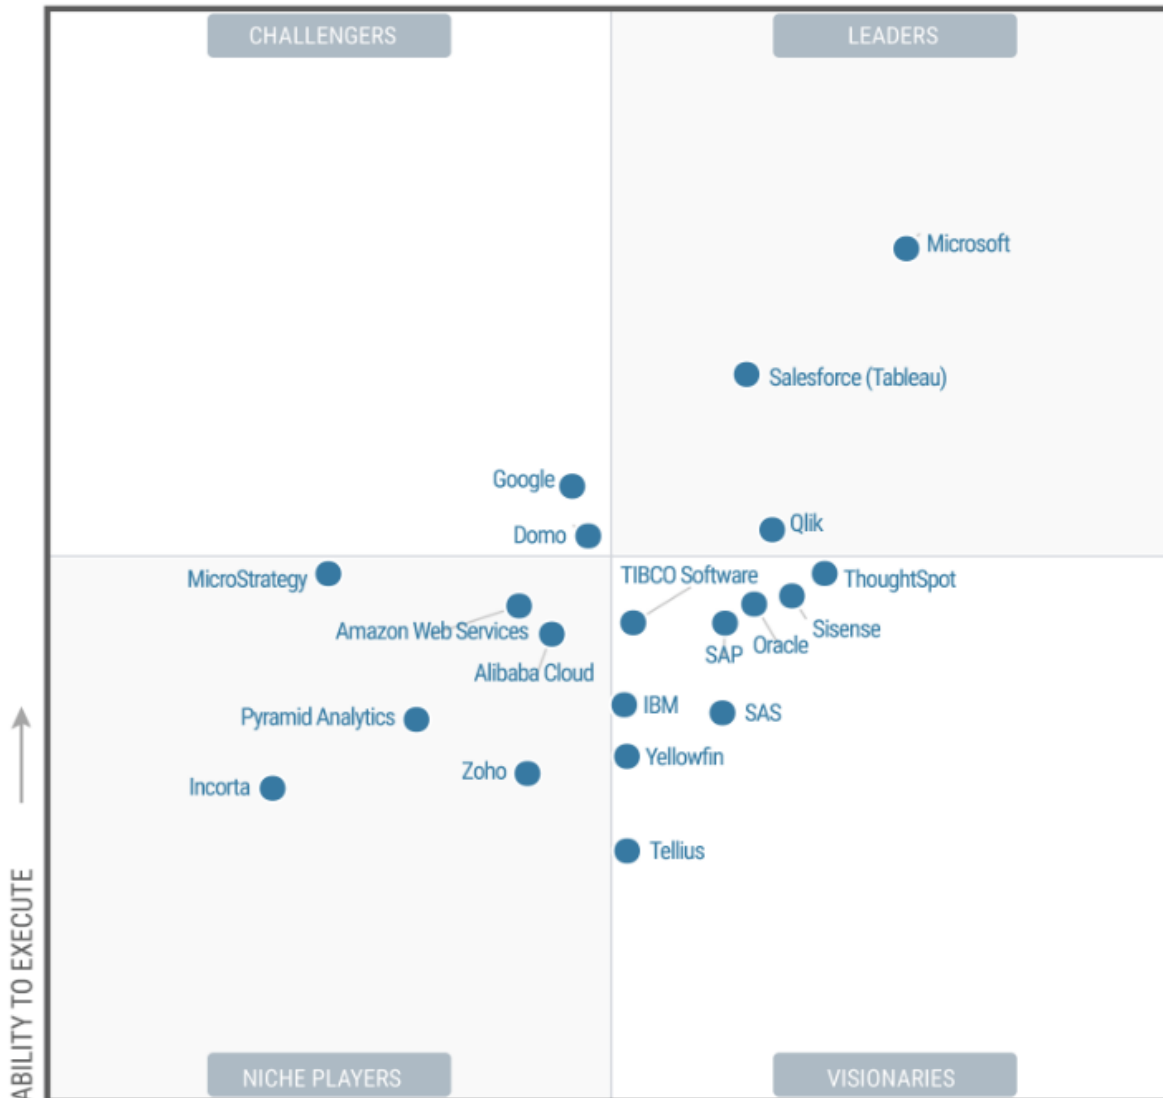 CHALLENGERS
LEADERS
Microsoft
Salesforce (Tableau)
Google
Qlik
Domo
TIBCO Software
ThoughtSpot
MicroStrategy
Amazon Web Services
Sisense
Oracle
SAP
Alibaba Cloud
IBM
SAS
Pyramid Analytics
Yellowfin
Zoho
Incorta
Tellius
ABILITY TO EXECUTE
NICHE PLAYERS
VISIONARIES